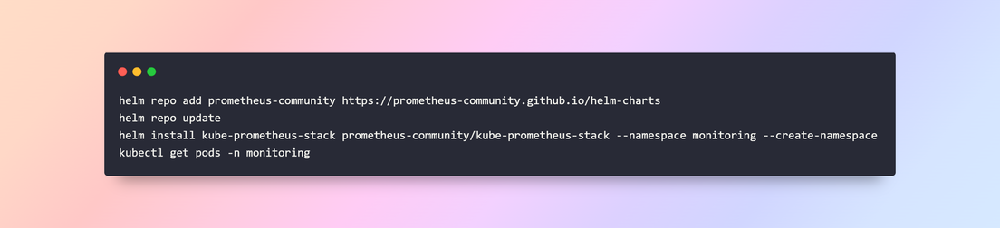 helm repo add prometheus-community https://prometheus-community.github.io/helm-charts
helm repo update
helm install kube-prometheus-stack prometheus-community/kube-prometheus-stack --namespace monitoring --create-namespace
kubectl get pods -n monitoring